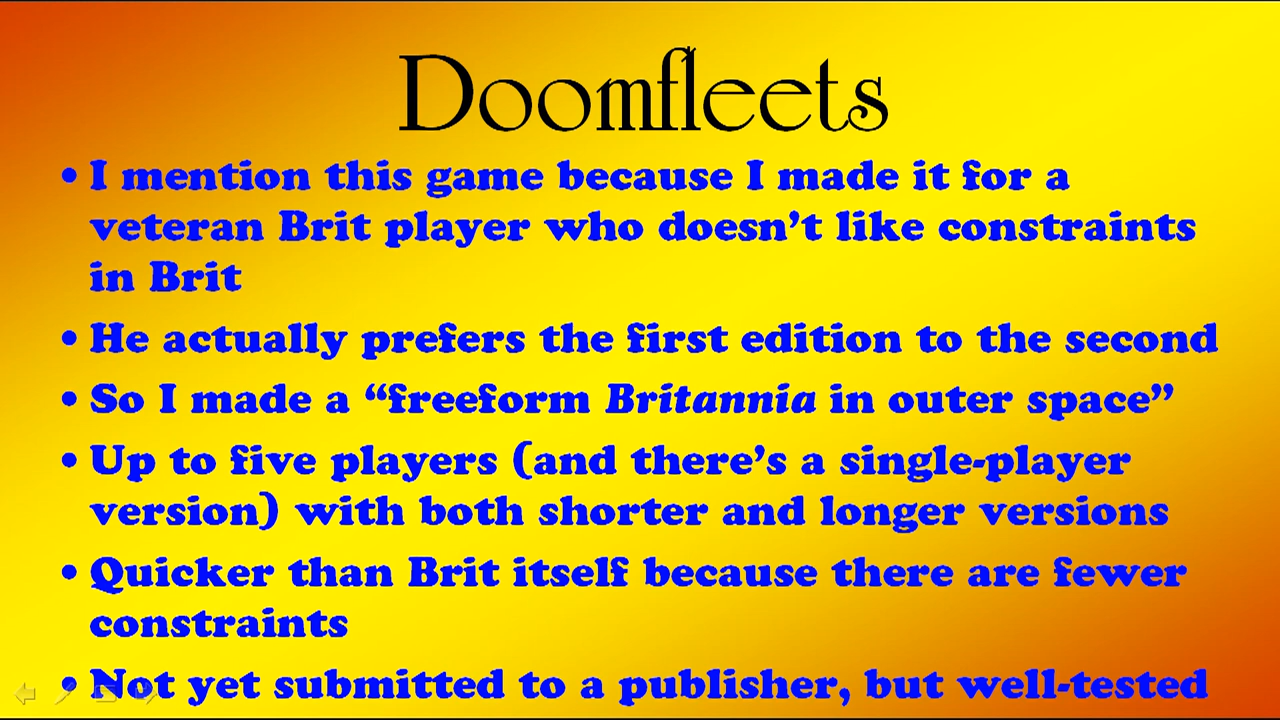 Doomfleets
• I mention this game because I made it for a
veteran Brit player who doesn’t like constraints
in Brit
• He actually prefers the first edition to the second
• So I made a “freeform Britannia in outer space”
• Up to five players (and there’s a single-player
version) with both shorter and longer versions
• Quicker than Brit itself because there are fewer
constraints
• Not yet submitted to a publisher, but well-tested